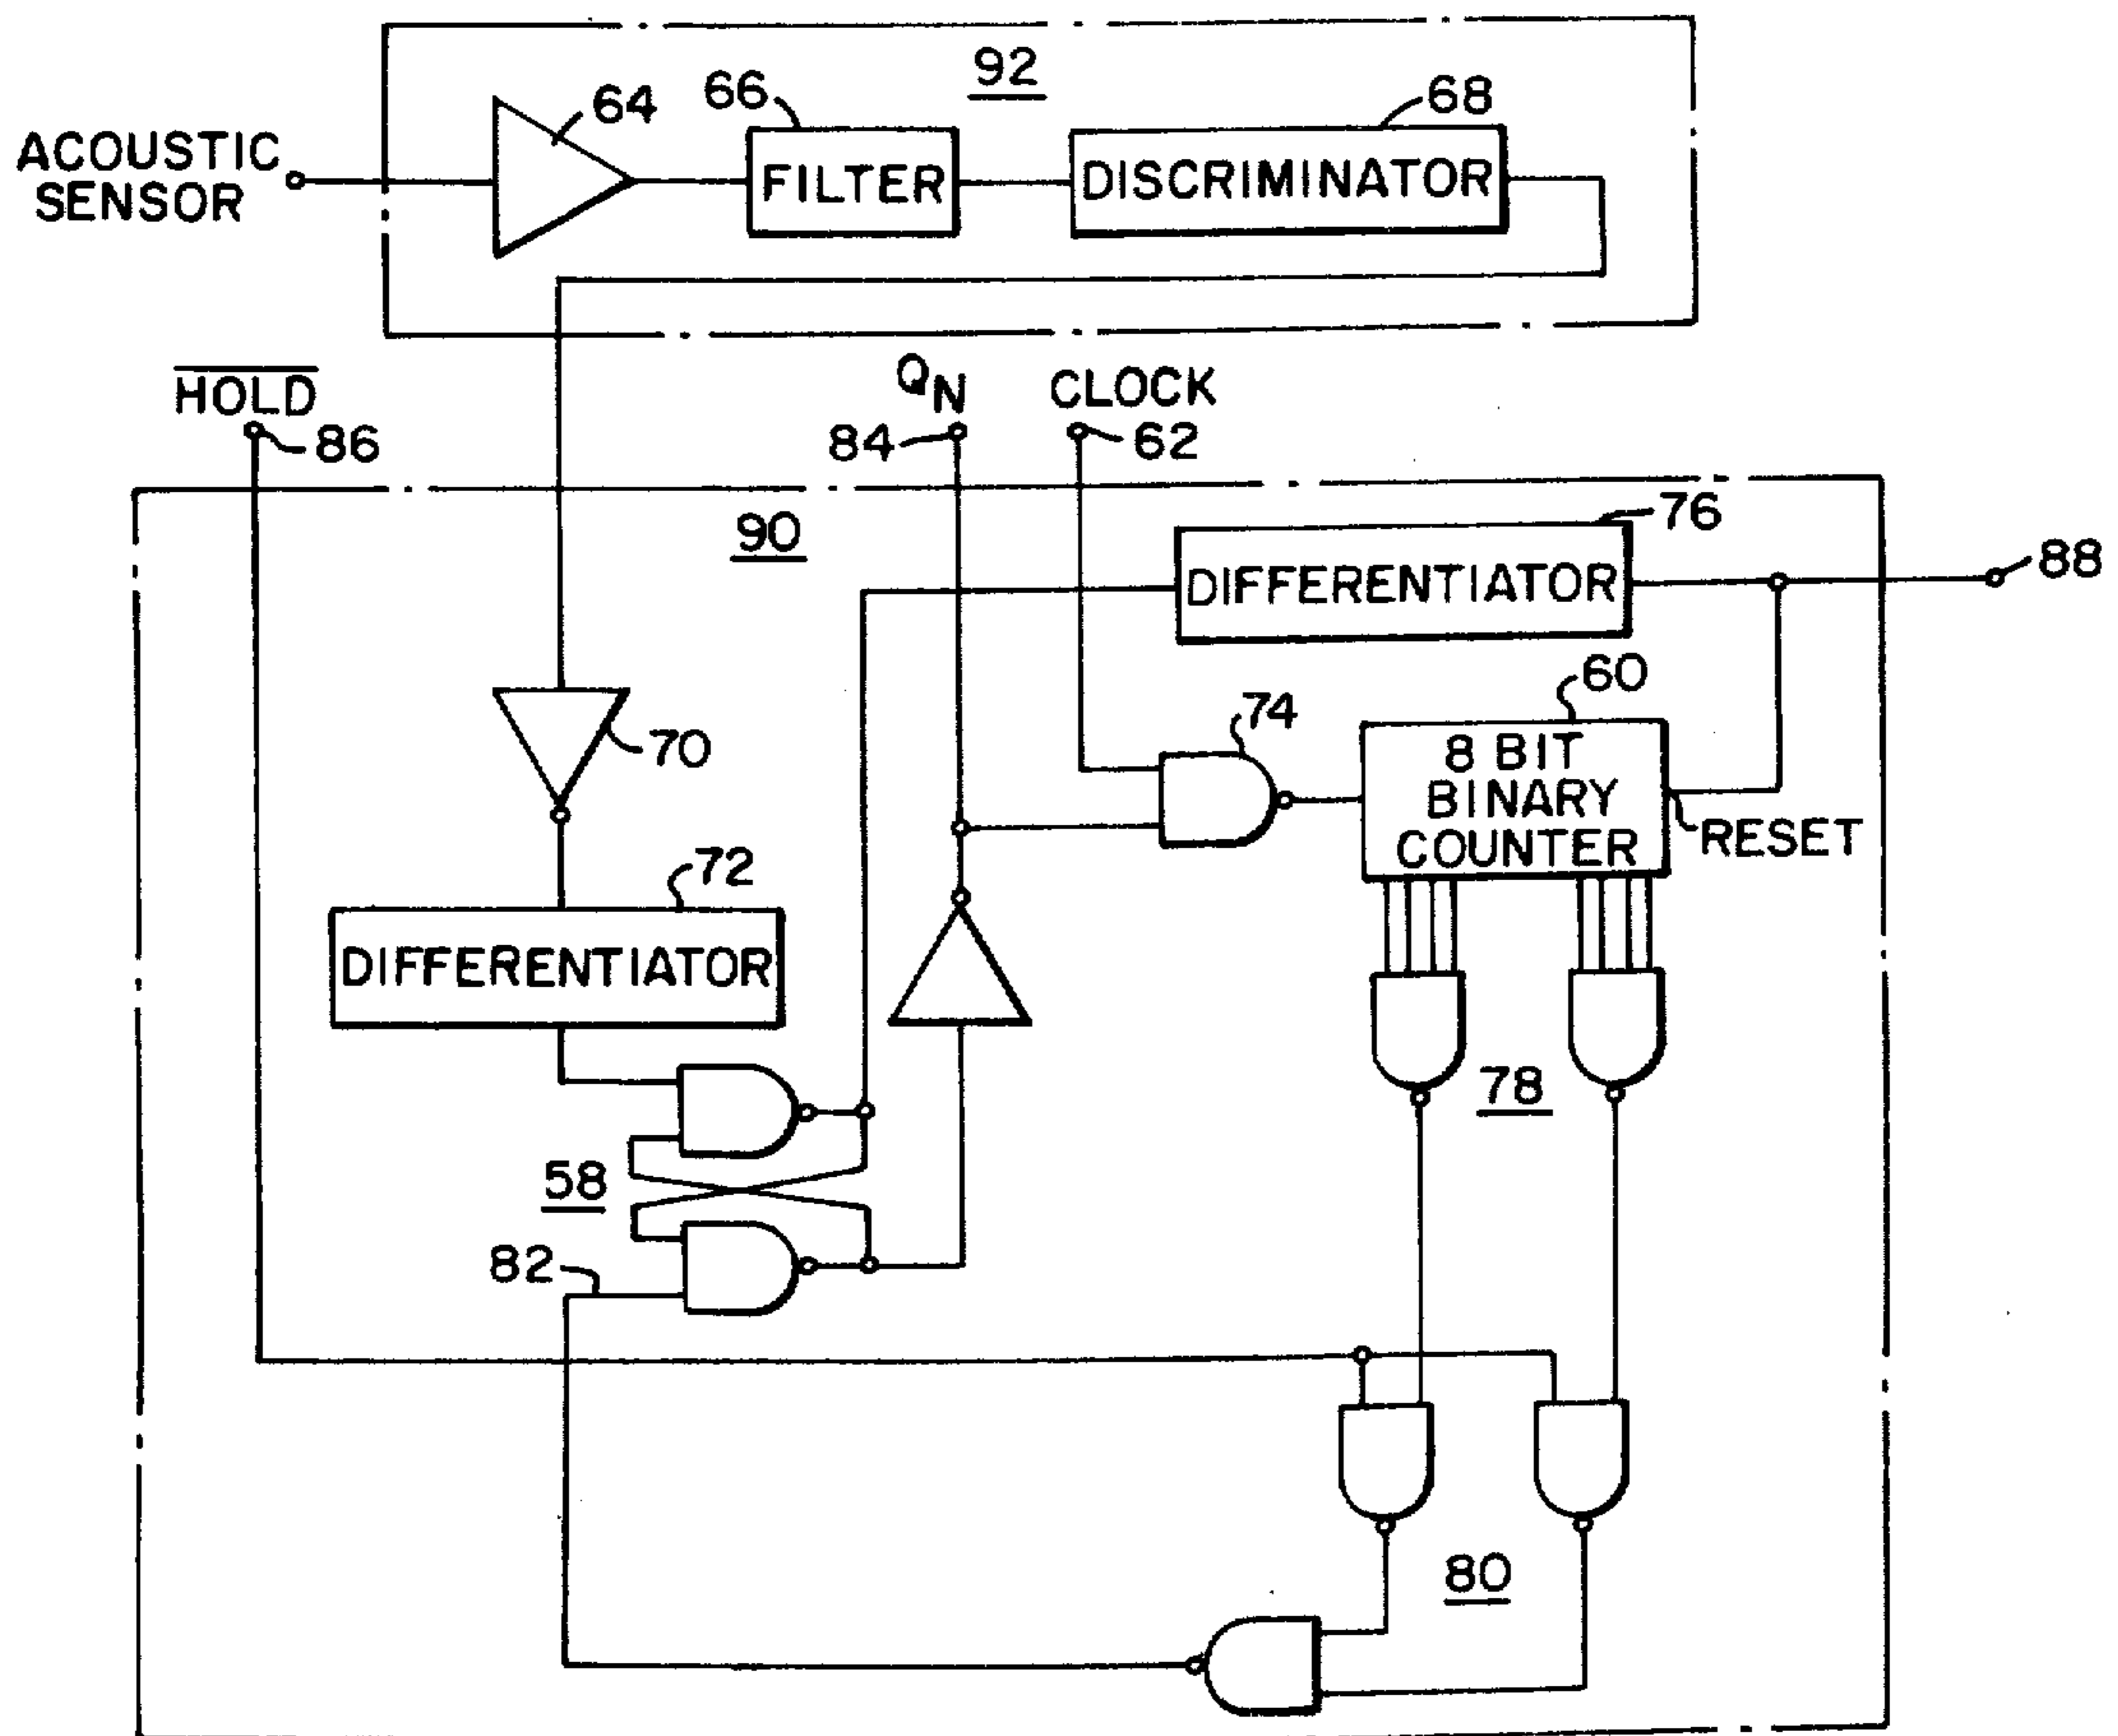 92
64
66
68
ACOUSTIC
SENSOR
FILTER
DISCRIMINATOR
HOLD
86
QN
84
CLOCK
62
90
76
DIFFERENTIATOR
88
70
74
60
8 BIT
BINARY
COUNTER
RESET
72
DIFFERENTIATOR
78
58
82
80